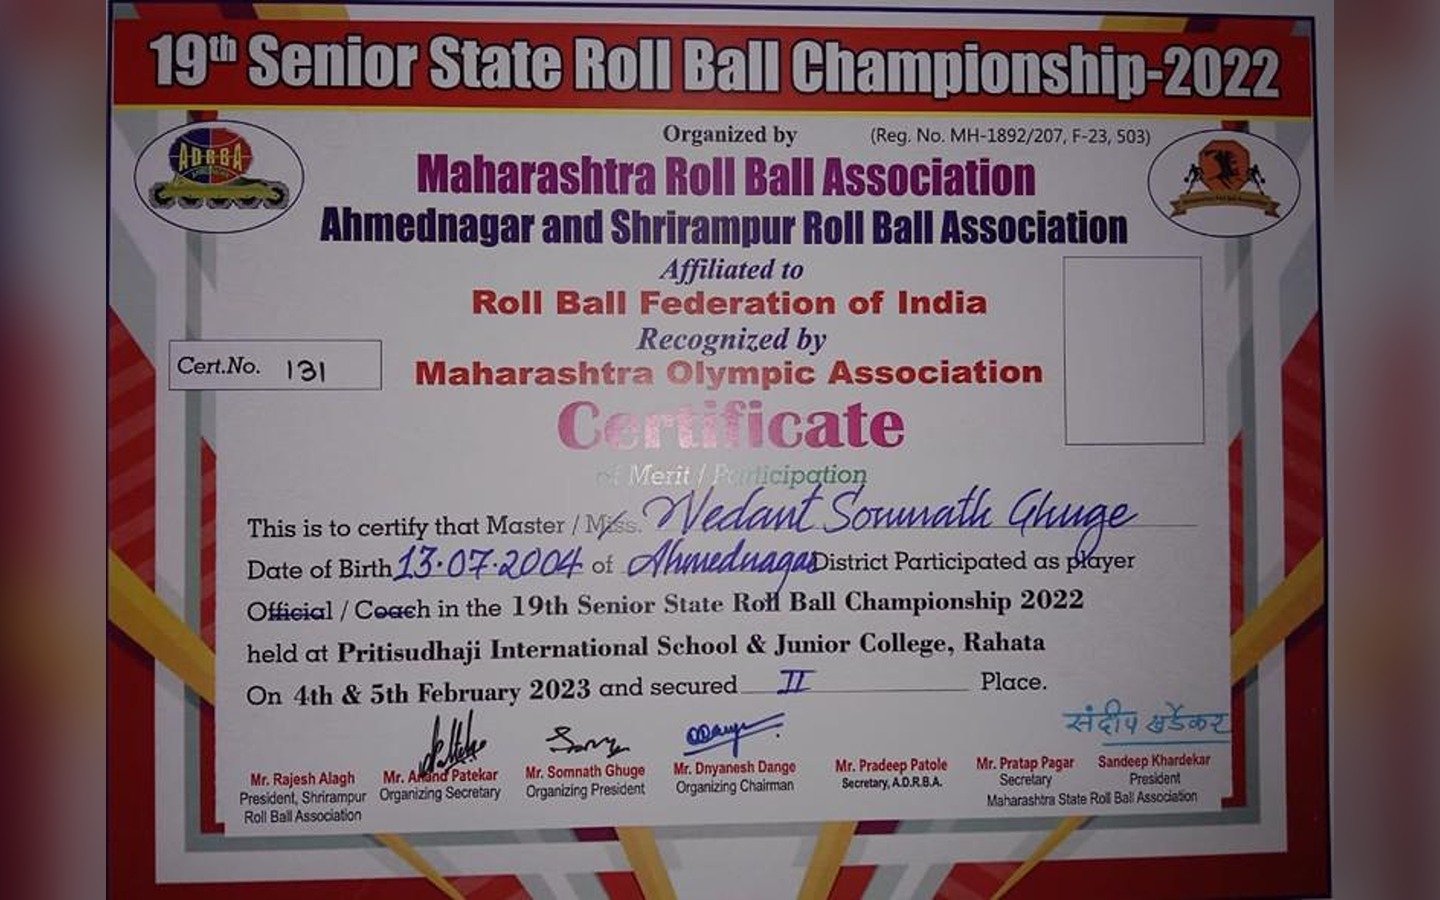 19th Senior State Roll Ball Championship-2022
Organized by (Reg. No. MH-1892/207, F-23, 503)
ADRBA
Maharashtra Roll Ball Association
Ahmednagar and Shrirampur Roll Ball Association
Affiliated to
Roll Ball Federation of India
Recognized by
Cert.No. 131
Maharashtra Olympic Association
Certificate
of Merit / Participation
This is to certify that Master / Miss. Vedant Somnath Ghuge
Date of Birth 13.07.2004 of Ahmednagar District Participated as player
Official / Coach in the 19th Senior State Roll Ball Championship 2022
held at Pritisudhaji International School & Junior College, Rahata
On 4th & 5th February 2023 and secured II Place.
संदीप खर्डेकर
Mr. Rajesh Alagh Mr. Anand Patekar Mr. Somnath Ghuge Mr. Dnyanesh Dange Mr. Pradeep Patole Mr. Pratap Pagar Sandeep Khardekar
President, Shrirampur Organizing Secretary Organizing President Organizing Chairman Secretary, A.D.R.B.A. Secretary President
Roll Ball Association Maharashtra State Roll Ball Association